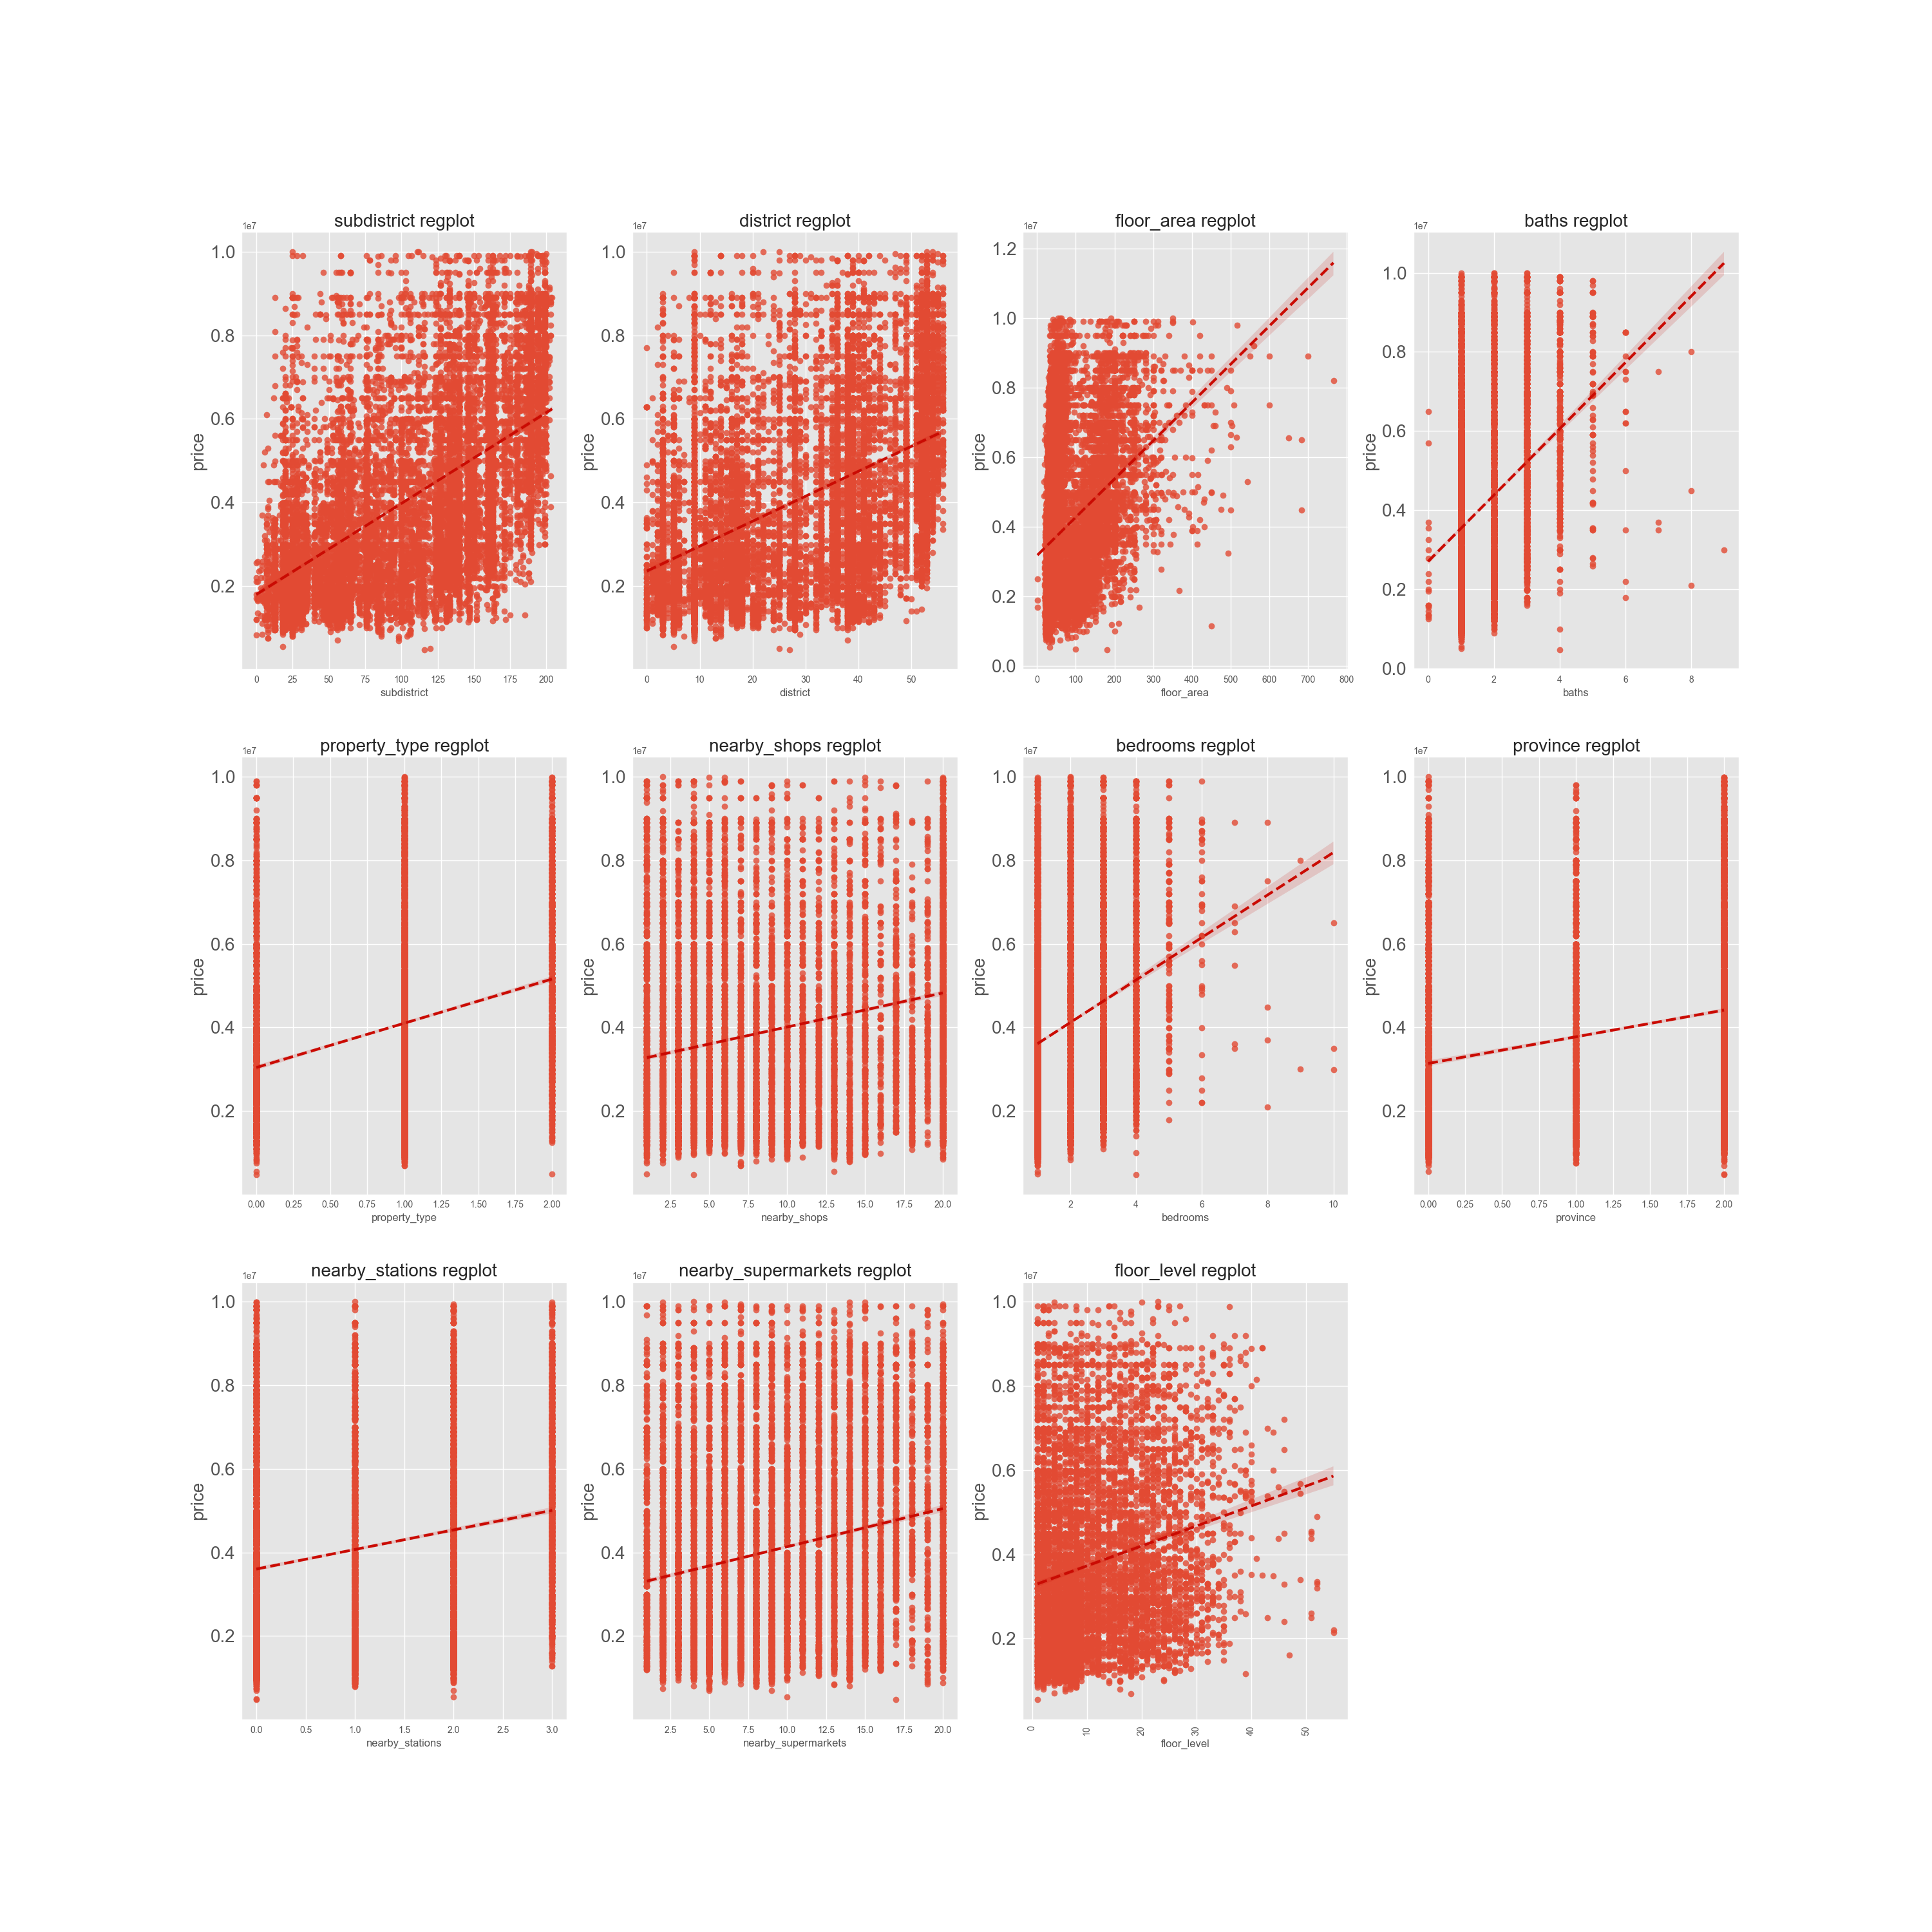 subdistrict regplot
1e7
1.0
0.8
0.6
0.4
0.2
price
0 25 50 75 100 125 150 175 200
subdistrict
district regplot
1e7
1.0
0.8
0.6
0.4
0.2
price
0 10 20 30 40 50
district
floor_area regplot
1e7
1.2
1.0
0.8
0.6
0.4
0.2
0.0
price
0 100 200 300 400 500 600 700 800
floor_area
baths regplot
1e7
1.0
0.8
0.6
0.4
0.2
0.0
price
0 2 4 6 8
baths
property_type regplot
1e7
1.0
0.8
0.6
0.4
0.2
price
0.00 0.25 0.50 0.75 1.00 1.25 1.50 1.75 2.00
property_type
nearby_shops regplot
1e7
1.0
0.8
0.6
0.4
0.2
price
2.5 5.0 7.5 10.0 12.5 15.0 17.5 20.0
nearby_shops
bedrooms regplot
1e7
1.0
0.8
0.6
0.4
0.2
price
2 4 6 8 10
bedrooms
province regplot
1e7
1.0
0.8
0.6
0.4
0.2
price
0.00 0.25 0.50 0.75 1.00 1.25 1.50 1.75 2.00
province
nearby_stations regplot
1e7
1.0
0.8
0.6
0.4
0.2
price
0.0 0.5 1.0 1.5 2.0 2.5 3.0
nearby_stations
nearby_supermarkets regplot
1e7
1.0
0.8
0.6
0.4
0.2
price
2.5 5.0 7.5 10.0 12.5 15.0 17.5 20.0
nearby_supermarkets
floor_level regplot
1e7
1.0
0.8
0.6
0.4
0.2
price
0 10 20 30 40 50
floor_level